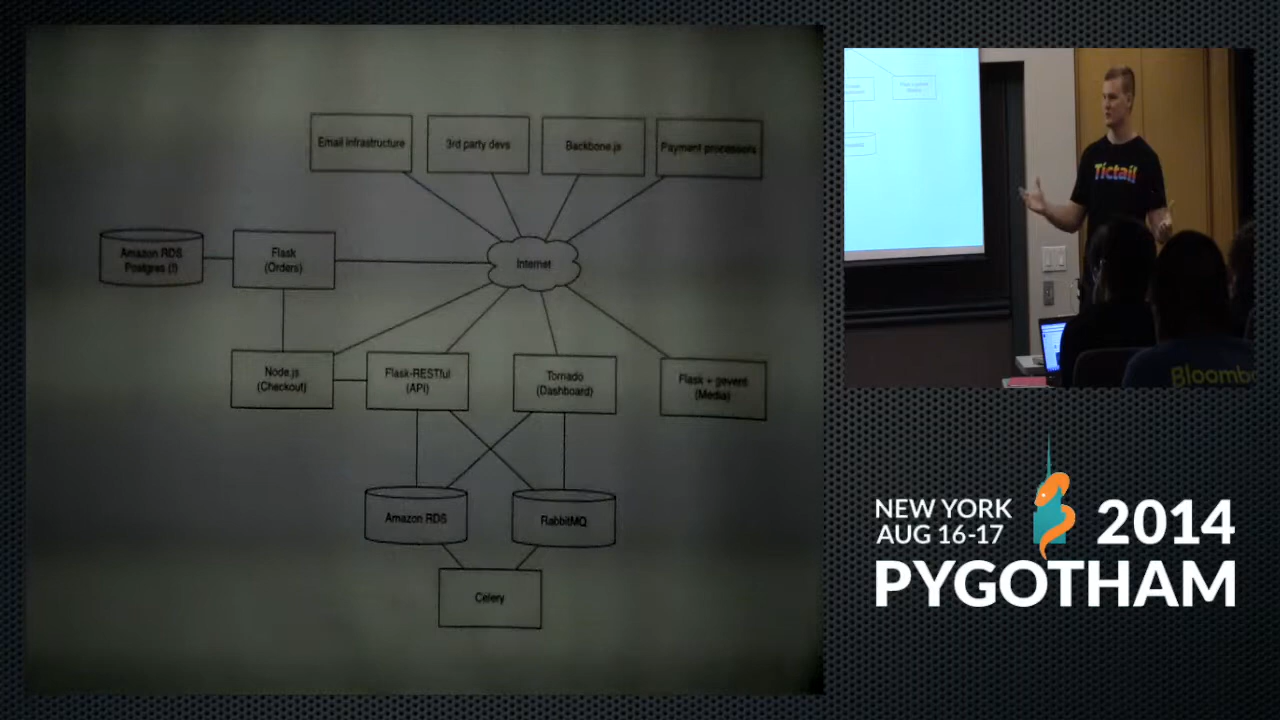 Email infrastructure
3rd party devs
Backbone.js
Payment processors
Amazon RDS
Postgres (!)
Flask
(Orders)
Internet
Node.js
(Checkout)
Flask-RESTful
(API)
Tornado
(Dashboard)
Flask + gevent
(Media)
Amazon RDS
RabbitMQ
Celery
Tictail
Bloomb
NEW YORK
AUG 16-17
2014
PYGOTHAM